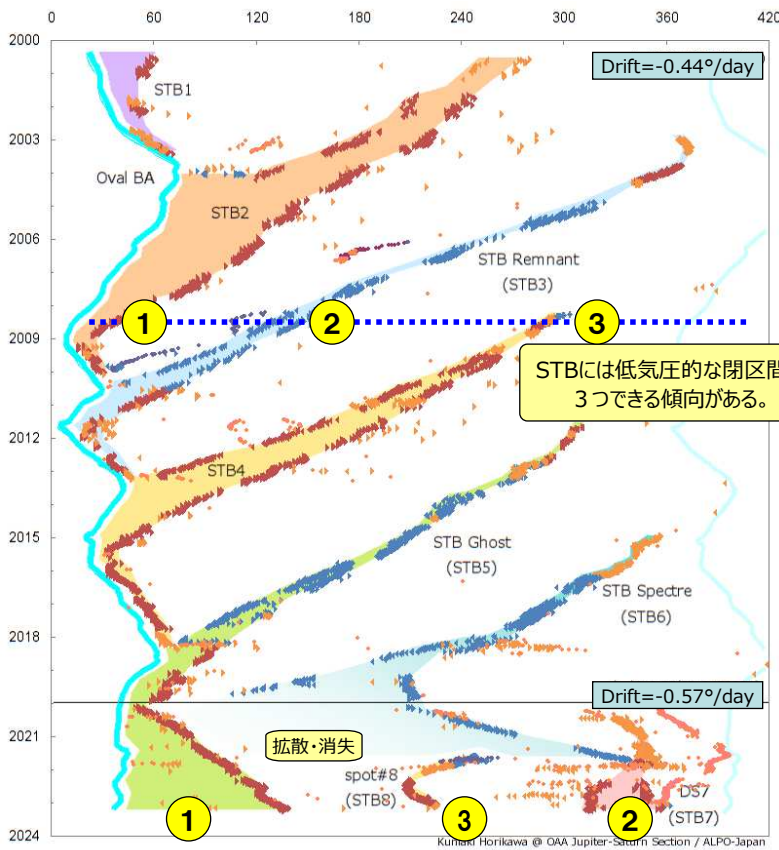 0 60 120 180 240 300 360 420
2000
Drift=-0.44°/day
STB1
2003
Oval BA
STB2
2006
STB Remnant
(STB3)
1 2 3
2009
STBには低気圧的な閉区間
３つできる傾向がある。
2012
STB4
2015
STB Ghost
(STB5)
STB Spectre
(STB6)
2018
Drift=-0.57°/day
2021
拡散・消失
spot#8
(STB8)
DS7
(STB7)
1 3 2
2024
Kuniaki Horikawa @ OAA Jupiter-Saturn Section / ALPO-Japan